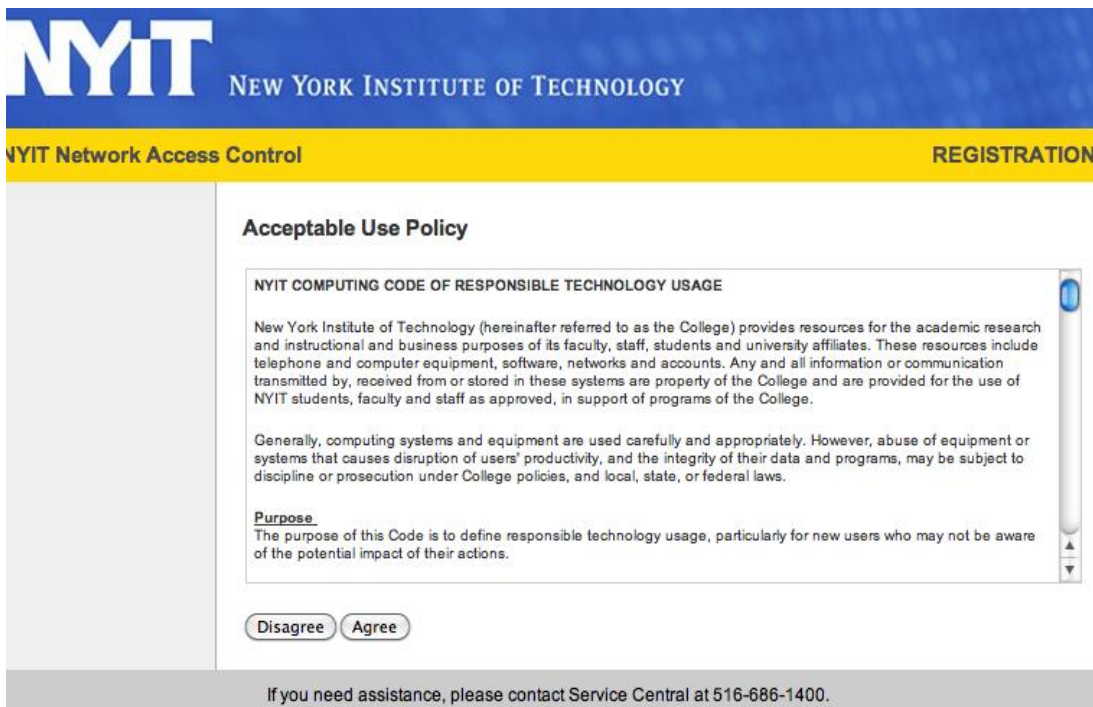 NYiT NEW YORK INSTITUTE OF TECHNOLOGY
NYIT Network Access Control REGISTRATION
Acceptable Use Policy
NYIT COMPUTING CODE OF RESPONSIBLE TECHNOLOGY USAGE
New York Institute of Technology (hereinafter referred to as the College) provides resources for the academic research
and instructional and business purposes of its faculty, staff, students and university affiliates. These resources include
telephone and computer equipment, software, networks and accounts. Any and all information or communication
transmitted by, received from or stored in these systems are property of the College and are provided for the use of
NYIT students, faculty and staff as approved, in support of programs of the College.
Generally, computing systems and equipment are used carefully and appropriately. However, abuse of equipment or
systems that causes disruption of users' productivity, and the integrity of their data and programs, may be subject to
discipline or prosecution under College policies, and local, state, or federal laws.
Purpose
The purpose of this Code is to define responsible technology usage, particularly for new users who may not be aware
of the potential impact of their actions.
Disagree Agree
If you need assistance, please contact Service Central at 516-686-1400.